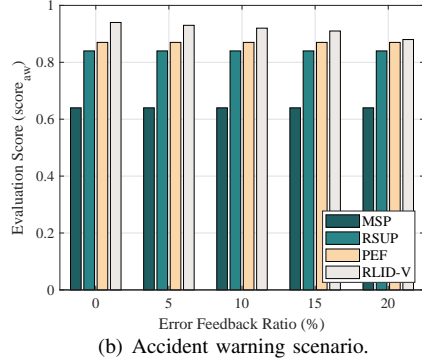 1
0.8
0.6
0.4
0.2
0
Evaluation Score (score_aw)
MSP
RSUP
PEF
RLID-V
0 5 10 15 20
Error Feedback Ratio (%)
(b) Accident warning scenario.